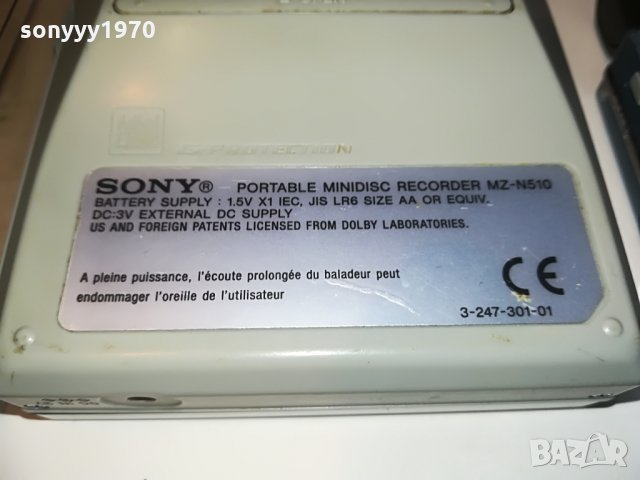 sonyyy1970
G-PROTECTION
SONY® PORTABLE MINIDISC RECORDER MZ-N510
BATTERY SUPPLY : 1.5V X1 IEC, JIS LR6 SIZE AA OR EQUIV.
DC:3V EXTERNAL DC SUPPLY
US AND FOREIGN PATENTS LICENSED FROM DOLBY LABORATORIES.
A pleine puissance, l'écoute prolongée du baladeur peut
endommager l'oreille de l'utilisateur
CE
3-247-301-01
BAZAR